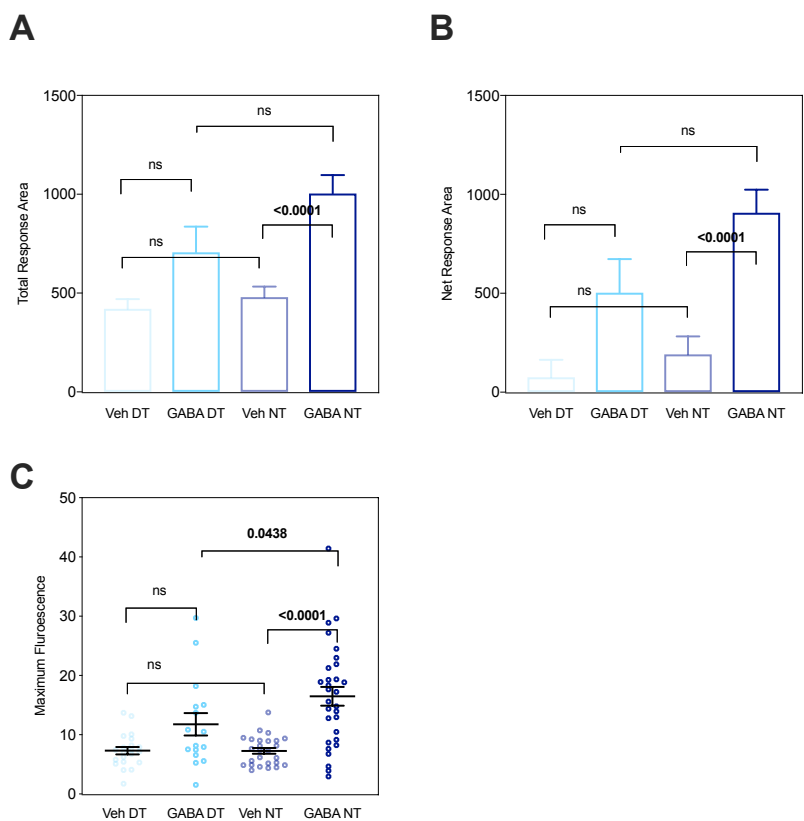 A
Total Response Area
1500
1000
500
0
ns
ns
<0.0001
ns
Veh DT GABA DT Veh NT GABA NT
B
Net Response Area
1500
1000
500
0
ns
ns
<0.0001
ns
Veh DT GABA DT Veh NT GABA NT
C
Maximum Fluroescence
50
40
30
20
10
0
0.0438
ns
<0.0001
ns
Veh DT GABA DT Veh NT GABA NT